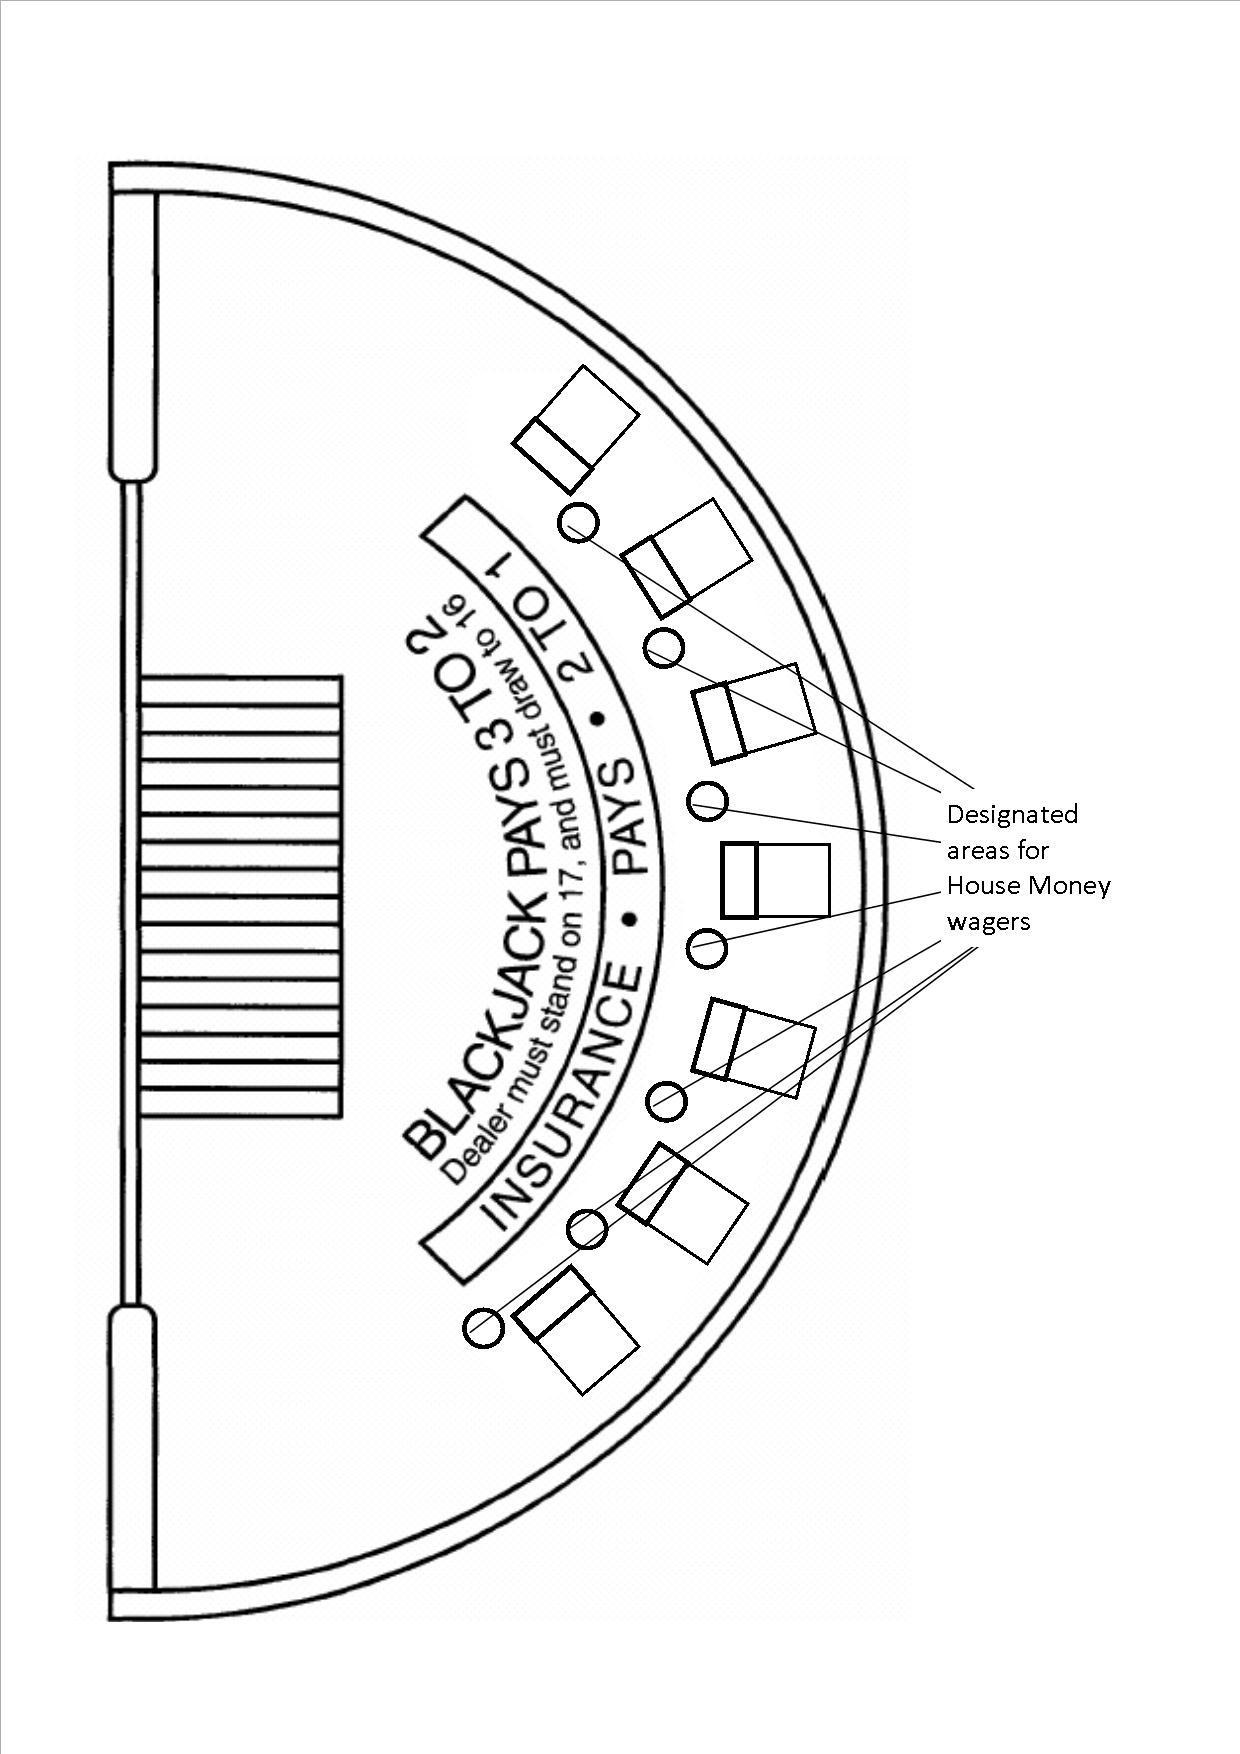 BLACKJACK PAYS 3 TO 2
Dealer must stand on 17, and must draw to 16
INSURANCE • PAYS • 2 TO 1
Designated
areas for
House Money
wagers